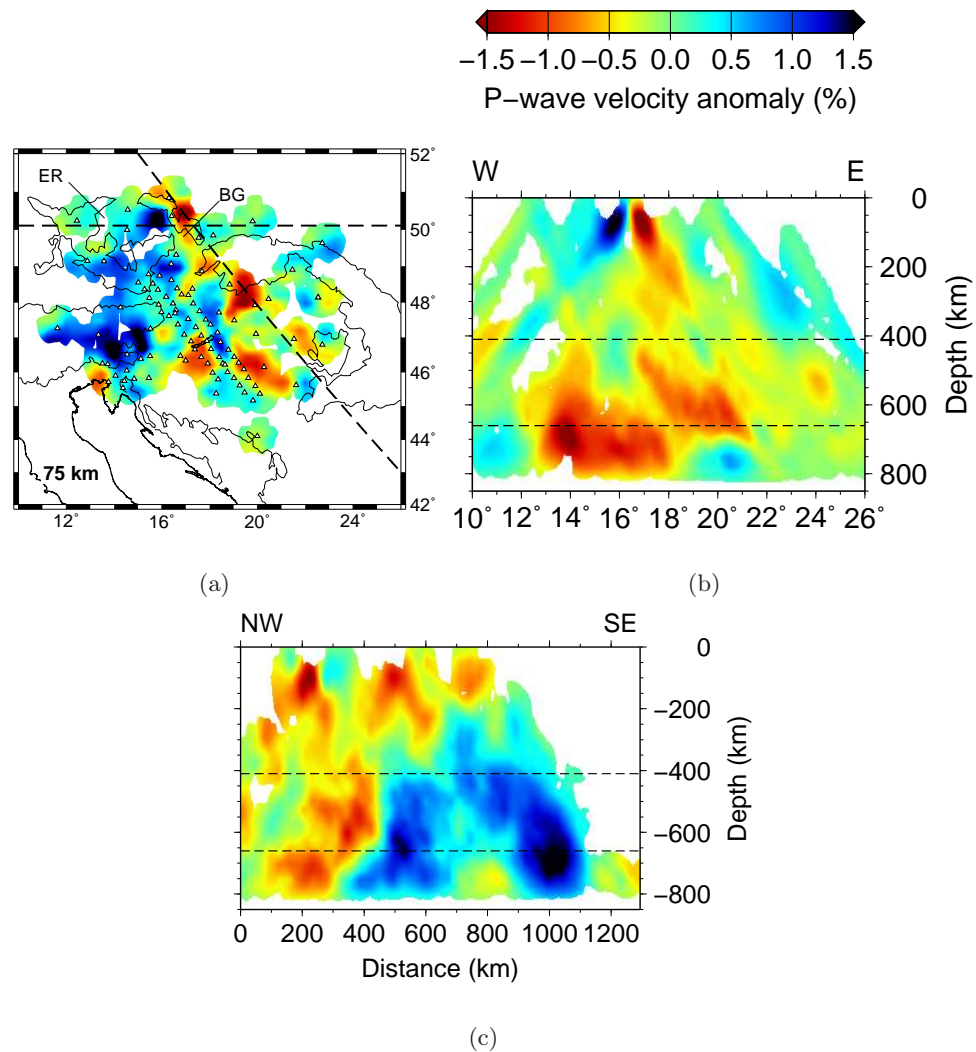 −1.5 −1.0 −0.5 0.0 0.5 1.0 1.5
P−wave velocity anomaly (%)
ER
BG
52˚
50˚
48˚
46˚
44˚
42˚
75 km
12˚ 16˚ 20˚ 24˚
(a)
W E
0
200
400
600
800
Depth (km)
10˚ 12˚ 14˚ 16˚ 18˚ 20˚ 22˚ 24˚ 26˚
(b)
NW SE
0
−200
−400
−600
−800
Depth (km)
0 200 400 600 800 1000 1200
Distance (km)
(c)